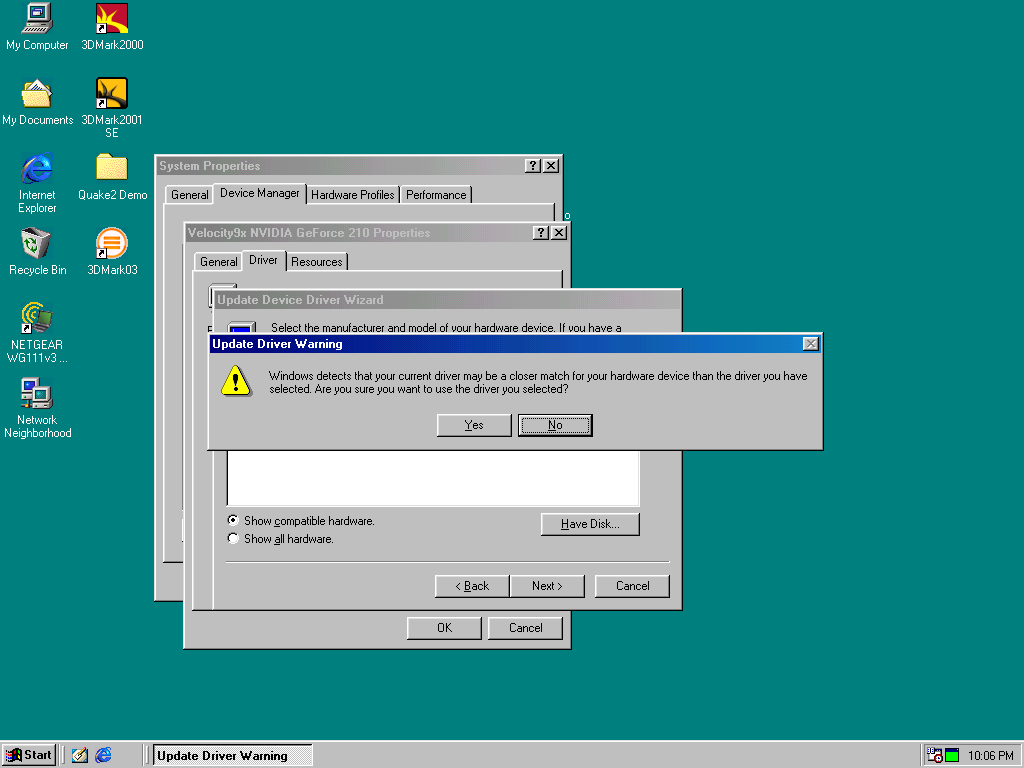 My Computer
3DMark2000
My Documents
3DMark2001
SE
Internet
Explorer
Quake2 Demo
Recycle Bin
3DMark03
NETGEAR
WG111v3 ...
Network
Neighborhood
System Properties
General
Device Manager
Hardware Profiles
Performance
Velocity9x NVIDIA GeForce 210 Properties
General
Driver
Resources
Update Device Driver Wizard
Select the manufacturer and model of your hardware device. If you have a
Update Driver Warning
Windows detects that your current driver may be a closer match for your hardware device than the driver you have
selected. Are you sure you want to use the driver you selected?
Yes
No
Show compatible hardware.
Show all hardware.
Have Disk...
< Back
Next >
Cancel
OK
Cancel
Start
Update Driver Warning
10:06 PM